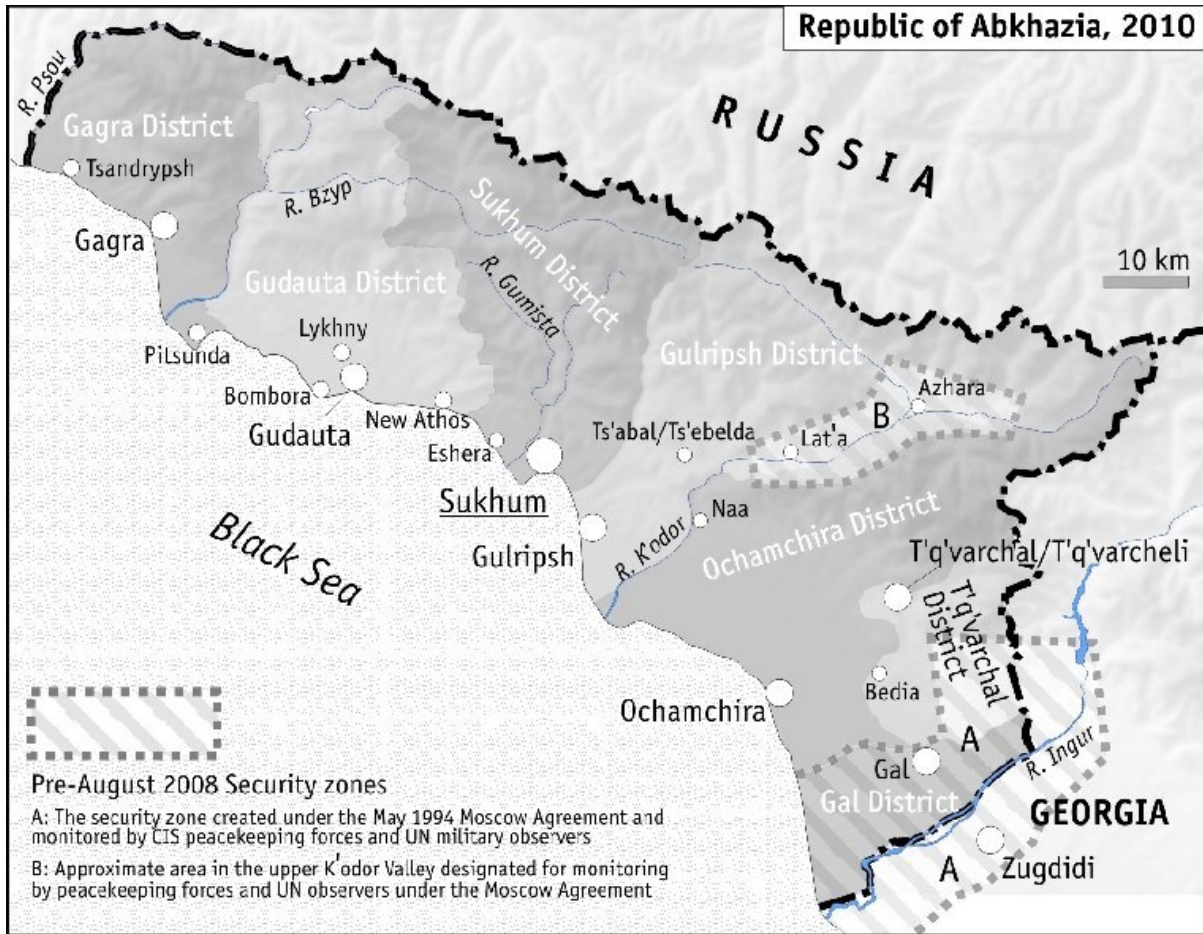 Republic of Abkhazia, 2010
R. Psou
RUSSIA
Gagra District
Tsandrypsh
R. Bzyp
Sukhum District
Gagra
10 km
Gudauta District
R. Gumista
Lykhny
Gulripsh District
Pitsunda
Azhara
Bombora
B
New Athos
Gudauta
Ts'abal/Ts'ebelda
Lat'a
Eshera
Sukhum
Naa
Ochamchira District
Black Sea
Gulripsh
R. K'odor
T'q'varchal/T'q'varcheli
T'q'varchal
District
Bedia
Ochamchira
A
R. Ingur
Gal
Pre-August 2008 Security zones
Gal District
GEORGIA
A: The security zone created under the May 1994 Moscow Agreement and
monitored by CIS peacekeeping forces and UN military observers
A
Zugdidi
B: Approximate area in the upper K'odor Valley designated for monitoring
by peacekeeping forces and UN observers under the Moscow Agreement